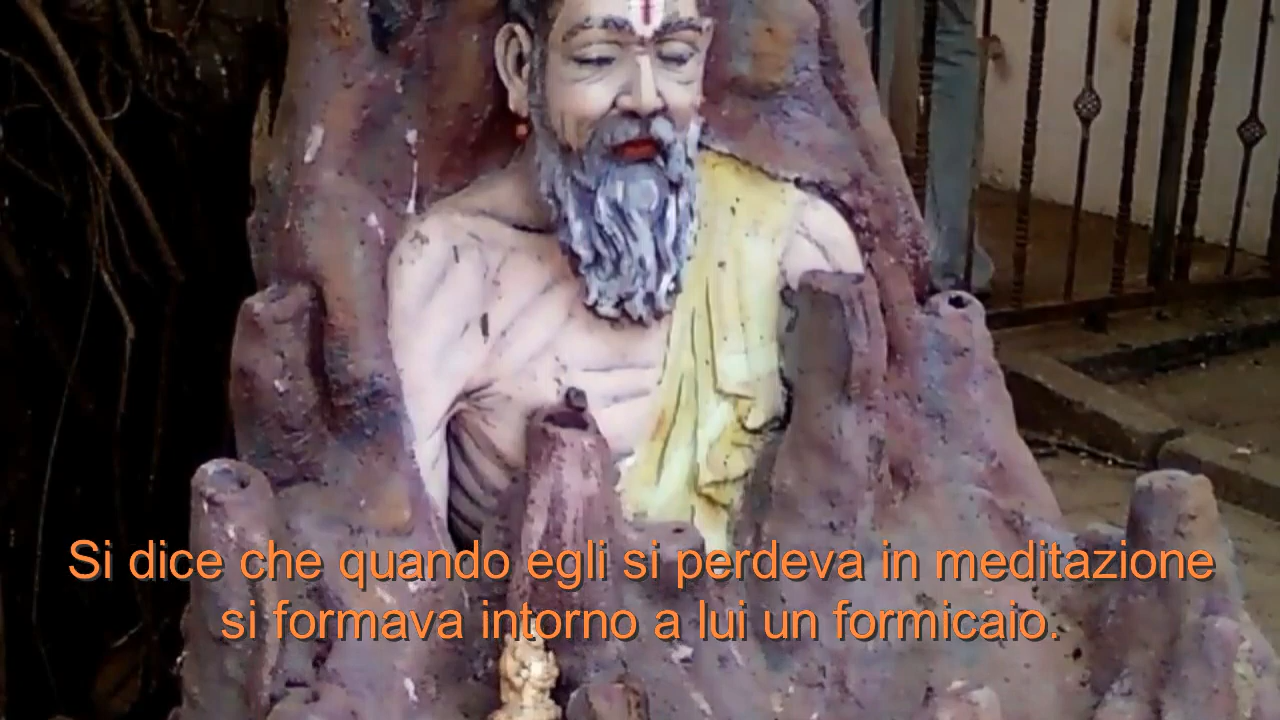 Si dice che quando egli si perdeva in meditazione
si formava intorno a lui un formicaio.